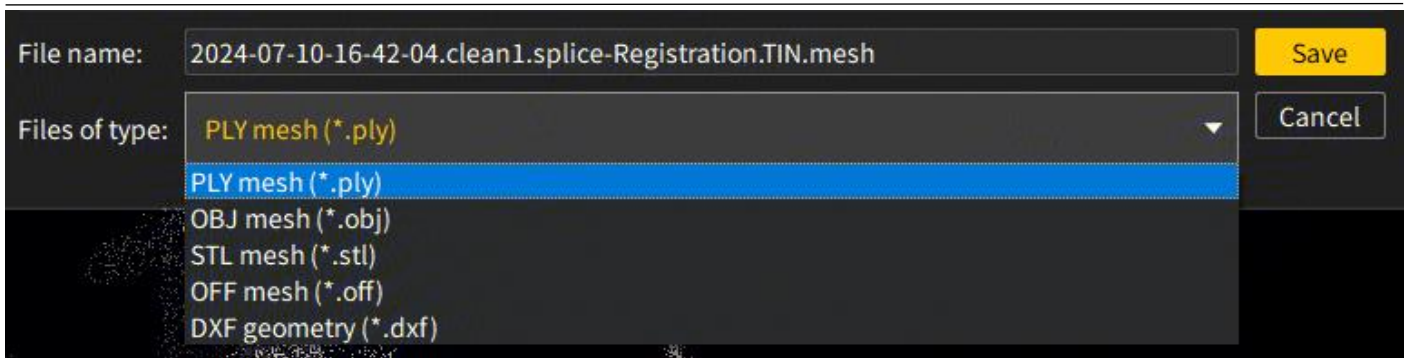 File name: 2024-07-10-16-42-04.clean1.splice-Registration.TIN.mesh Save
Files of type: PLY mesh (*.ply) Cancel
PLY mesh (*.ply)
OBJ mesh (*.obj)
STL mesh (*.stl)
OFF mesh (*.off)
DXF geometry (*.dxf)